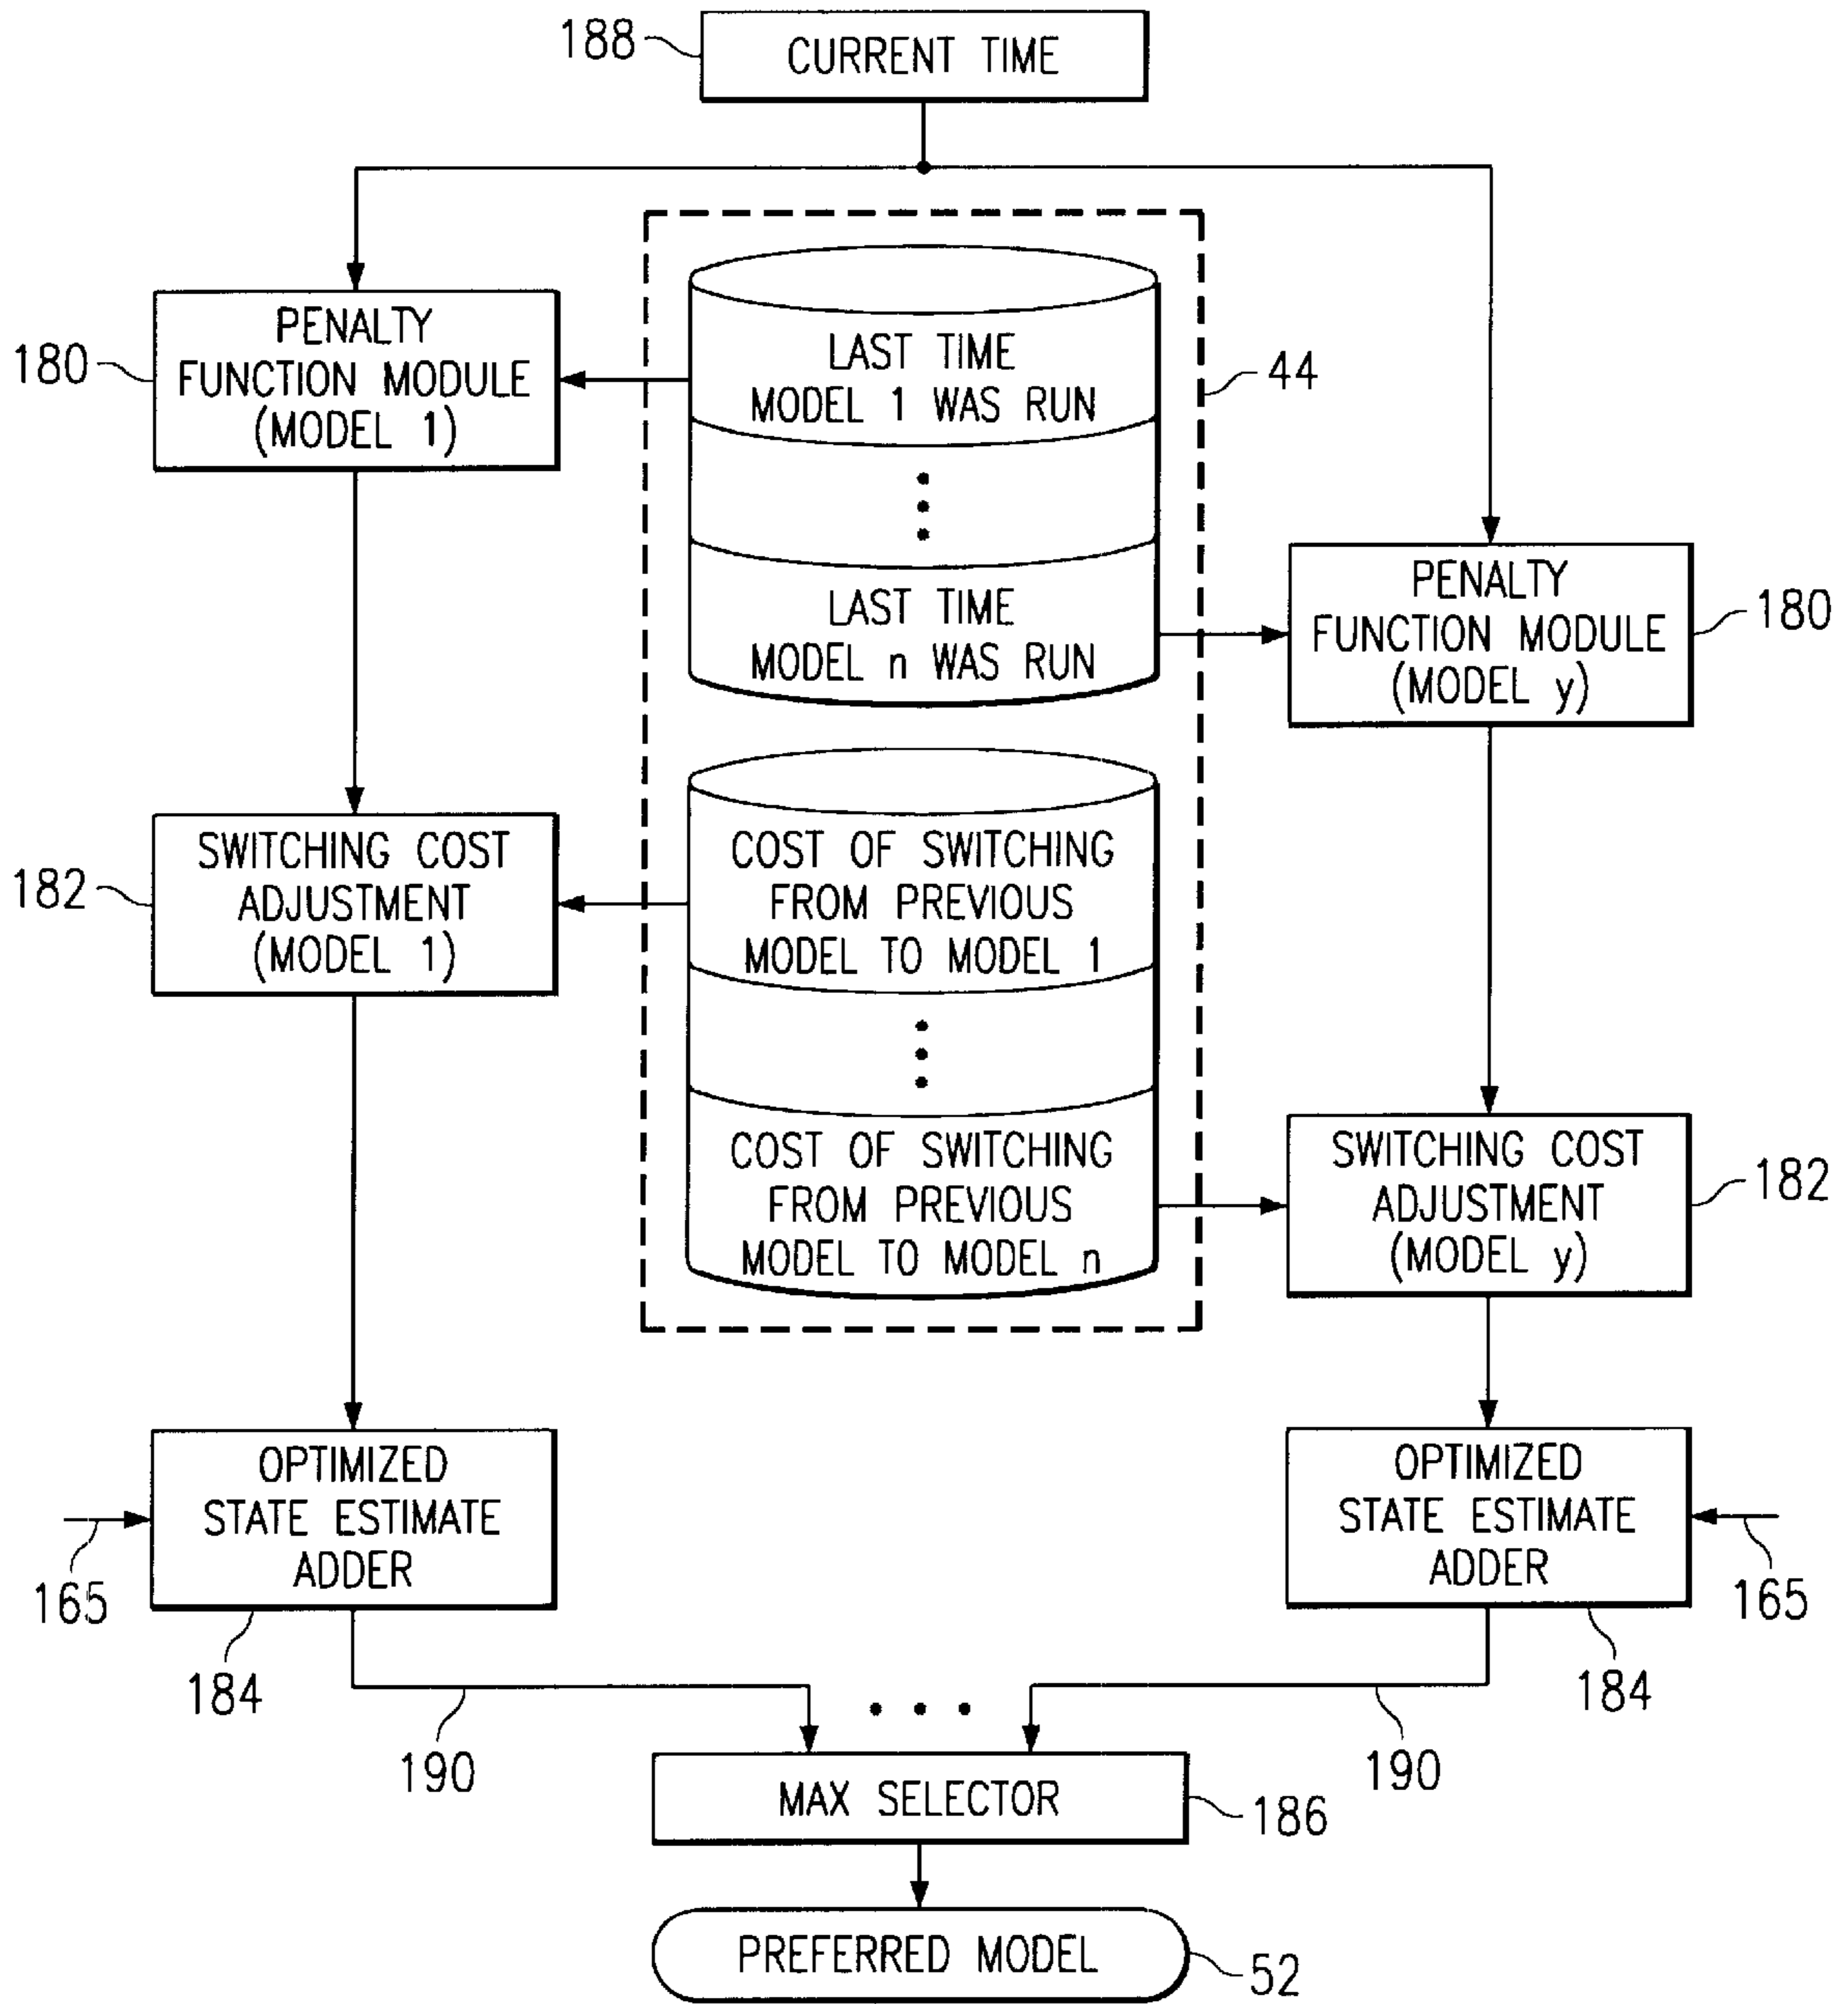 188
CURRENT TIME
PENALTY
FUNCTION MODULE
(MODEL 1)
180
LAST TIME
MODEL 1 WAS RUN
44
LAST TIME
MODEL n WAS RUN
PENALTY
FUNCTION MODULE
(MODEL y)
180
SWITCHING COST
ADJUSTMENT
(MODEL 1)
182
COST OF SWITCHING
FROM PREVIOUS
MODEL TO MODEL 1
COST OF SWITCHING
FROM PREVIOUS
MODEL TO MODEL n
SWITCHING COST
ADJUSTMENT
(MODEL y)
182
OPTIMIZED
STATE ESTIMATE
ADDER
165
184
OPTIMIZED
STATE ESTIMATE
ADDER
165
184
190
190
MAX SELECTOR
186
PREFERRED MODEL
52